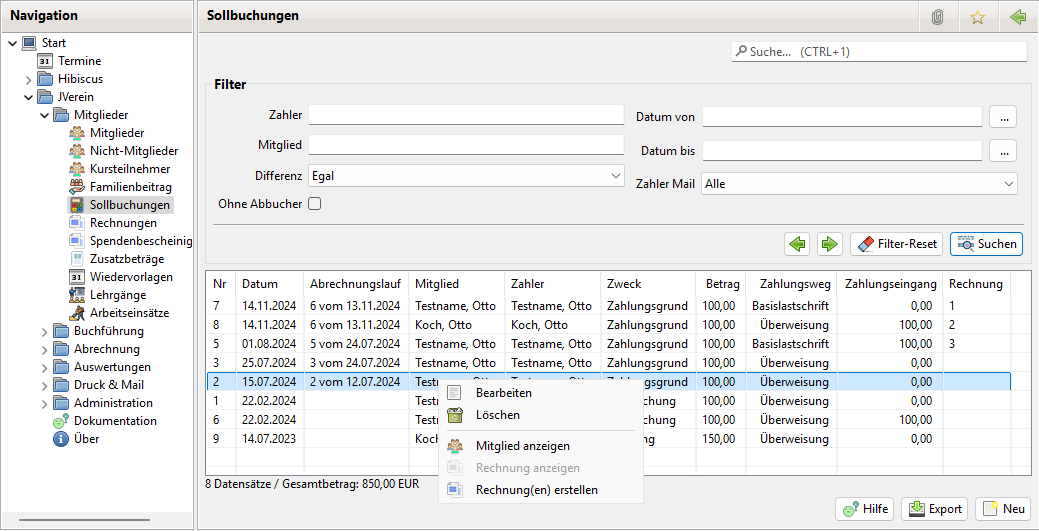 Navigation
Start
31 Termine
Hibiscus
JVerein
Mitglieder
Mitglieder
Nicht-Mitglieder
Kursteilnehmer
Familienbeitrag
Sollbuchungen
Rechnungen
Spendenbescheinig
Zusatzbeträge
31 Wiedervorlagen
Lehrgänge
Arbeitseinsätze
Buchführung
Abrechnung
Auswertungen
Druck & Mail
Administration
Dokumentation
Über
Sollbuchungen
Suche... (CTRL+1)
Filter
Zahler
Mitglied
Differenz Egal
Ohne Abbucher
Datum von ...
Datum bis ...
Zahler Mail Alle
Filter-Reset Suchen
Nr Datum Abrechnungslauf Mitglied Zahler Zweck Betrag Zahlungsweg Zahlungseingang Rechnung
7 14.11.2024 6 vom 13.11.2024 Testname, Otto Testname, Otto Zahlungsgrund 100,00 Basislastschrift 0,00 1
8 14.11.2024 6 vom 13.11.2024 Koch, Otto Koch, Otto Zahlungsgrund 100,00 Überweisung 100,00 2
5 01.08.2024 5 vom 24.07.2024 Testname, Otto Testname, Otto Zahlungsgrund 100,00 Basislastschrift 100,00 3
3 25.07.2024 3 vom 24.07.2024 Testname, Otto Testname, Otto Zahlungsgrund 100,00 Überweisung 0,00
2 15.07.2024 2 vom 12.07.2024 Testname, Otto Testname, Otto Zahlungsgrund 100,00 Überweisung 0,00
1 22.02.2024 Testn chung 100,00 Überweisung 0,00
6 22.02.2024 Testn chung 100,00 Überweisung 100,00
9 14.07.2023 Koch g 150,00 Überweisung 0,00
Bearbeiten
Löschen
Mitglied anzeigen
Rechnung anzeigen
Rechnung(en) erstellen
8 Datensätze / Gesamtbetrag: 850,00 EUR
Hilfe Export Neu